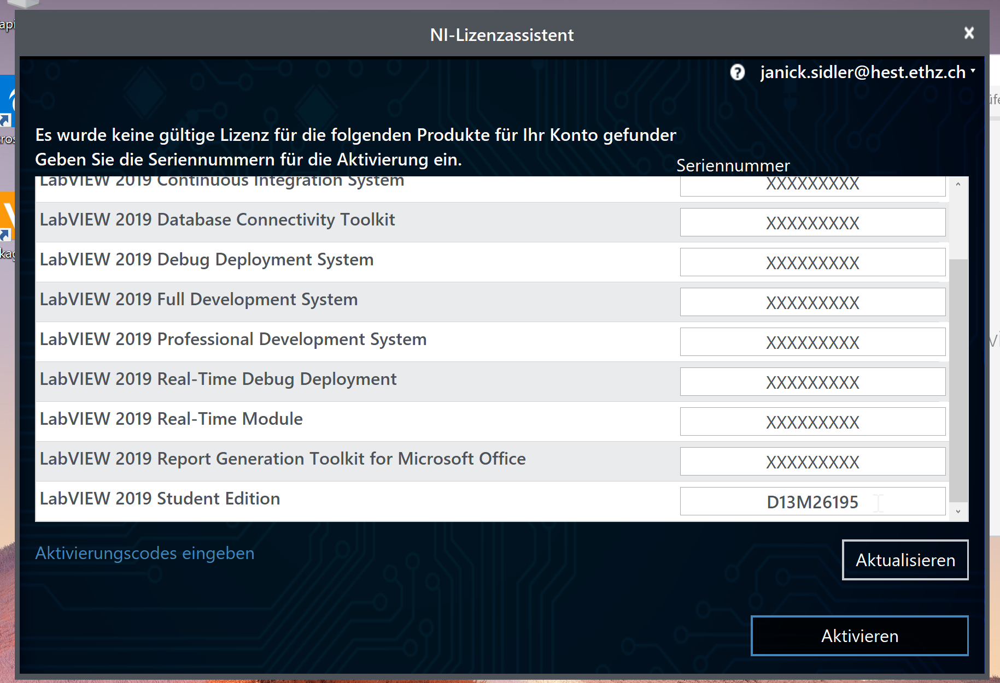 NI-Lizenzassistent
janick.sidler@hest.ethz.ch
Es wurde keine gültige Lizenz für die folgenden Produkte für Ihr Konto gefunder
Geben Sie die Seriennummern für die Aktivierung ein.
Seriennummer
LabVIEW 2019 Continuous Integration System XXXXXXXXX
LabVIEW 2019 Database Connectivity Toolkit XXXXXXXXX
LabVIEW 2019 Debug Deployment System XXXXXXXXX
LabVIEW 2019 Full Development System XXXXXXXXX
LabVIEW 2019 Professional Development System XXXXXXXXX
LabVIEW 2019 Real-Time Debug Deployment XXXXXXXXX
LabVIEW 2019 Real-Time Module XXXXXXXXX
LabVIEW 2019 Report Generation Toolkit for Microsoft Office XXXXXXXXX
LabVIEW 2019 Student Edition D13M26195
Aktivierungscodes eingeben
Aktualisieren
Aktivieren